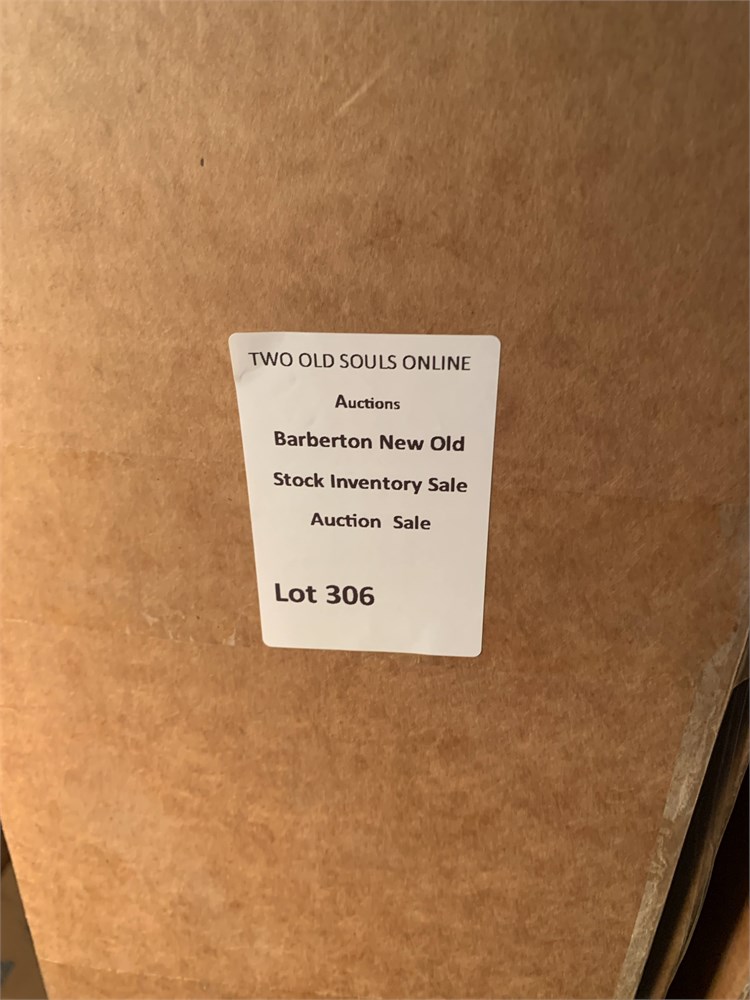 TWO OLD SOULS ONLINE
Auctions
Barberton New Old
Stock Inventory Sale
Auction Sale
Lot 306